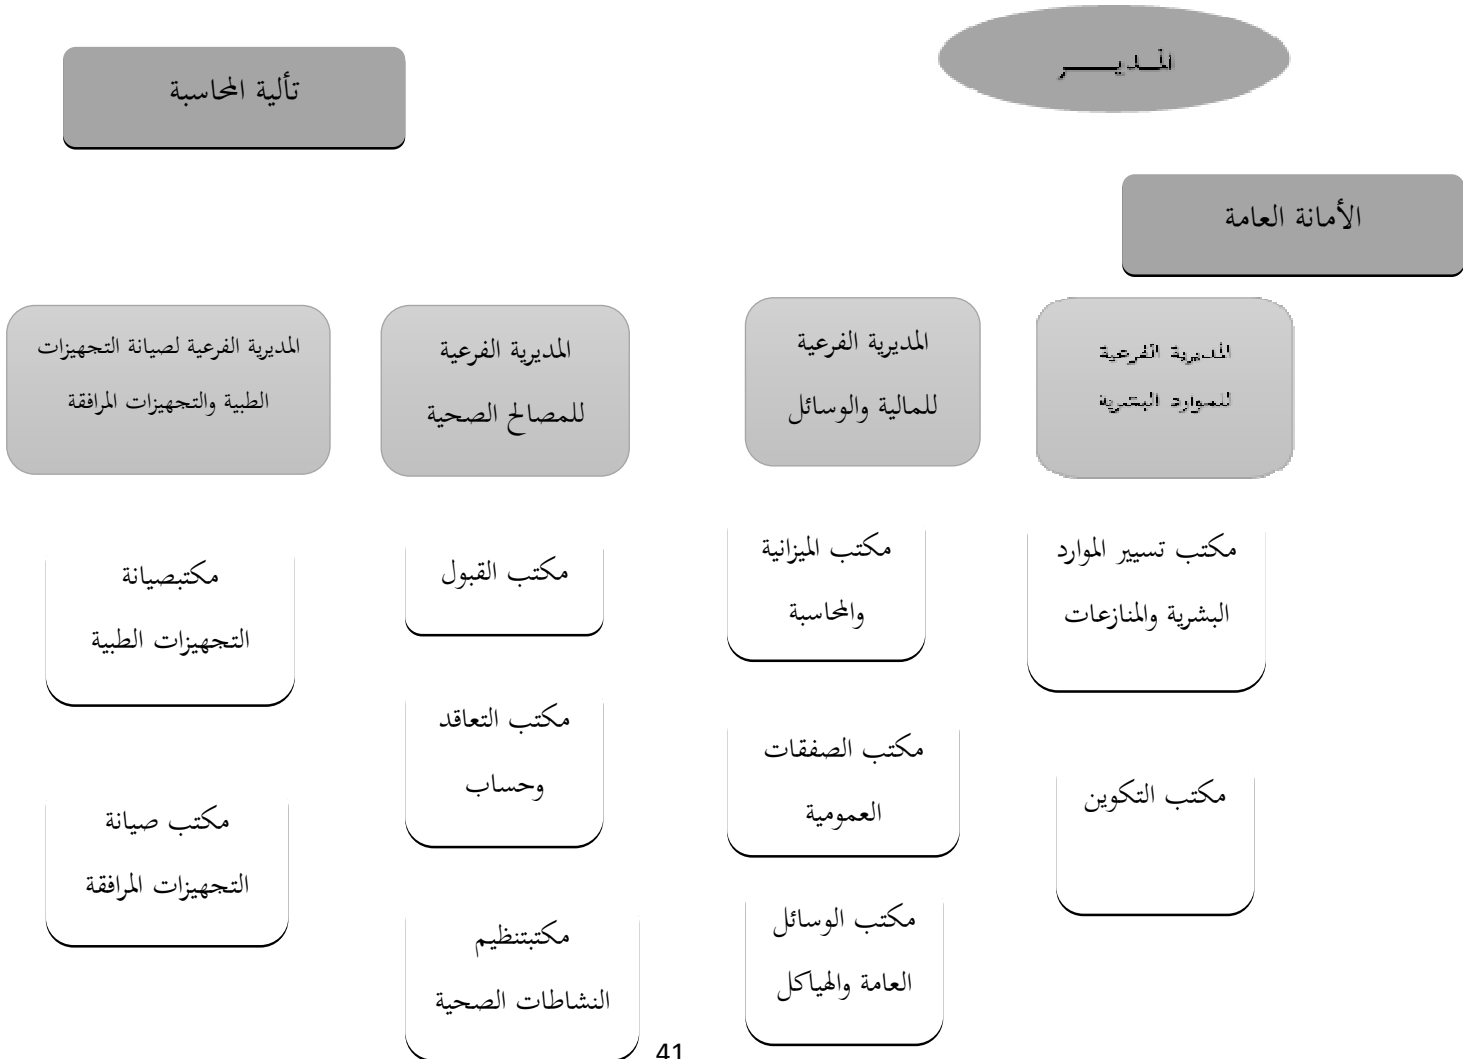 المـديـــــر
تألية المحاسبة
الأمانة العامة
المديرية الفرعية
للموارد البشرية
المديرية الفرعية
للمالية والوسائل
المديرية الفرعية
للمصالح الصحية
المديرية الفرعية لصيانة التجهيزات
الطبية والتجهيزات المرافقة
مكتب تسيير الموارد
البشرية والمنازعات
مكتب التكوين
مكتب الميزانية
والمحاسبة
مكتب الصفقات
العمومية
مكتب الوسائل
العامة والهياكل
مكتب القبول
مكتب التعاقد
وحساب
مكتبتنظيم
النشاطات الصحية
مكتبصيانة
التجهيزات الطبية
مكتب صيانة
التجهيزات المرافقة
41